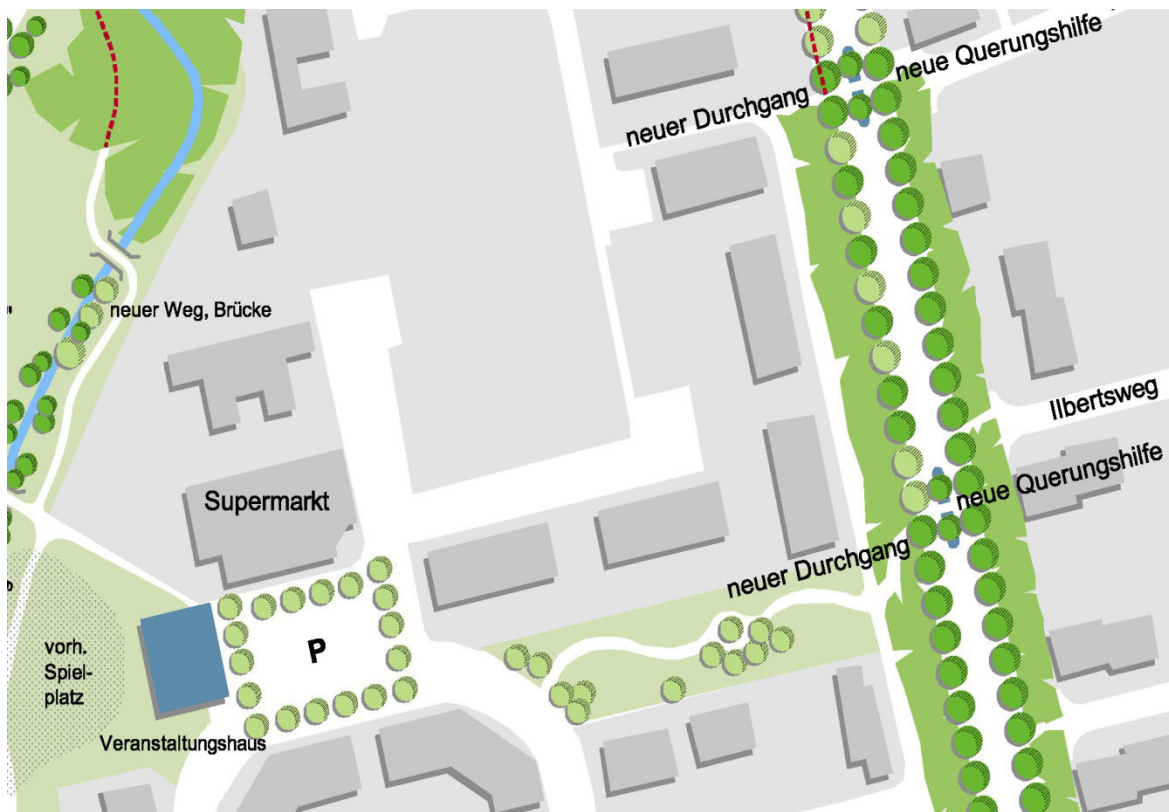 neue Querungshilfe
neuer Durchgang
neuer Weg, Brücke
Ilbertsweg
Supermarkt
neue Querungshilfe
neuer Durchgang
vorh.
Spiel-
platz
P
Veranstaltungshaus